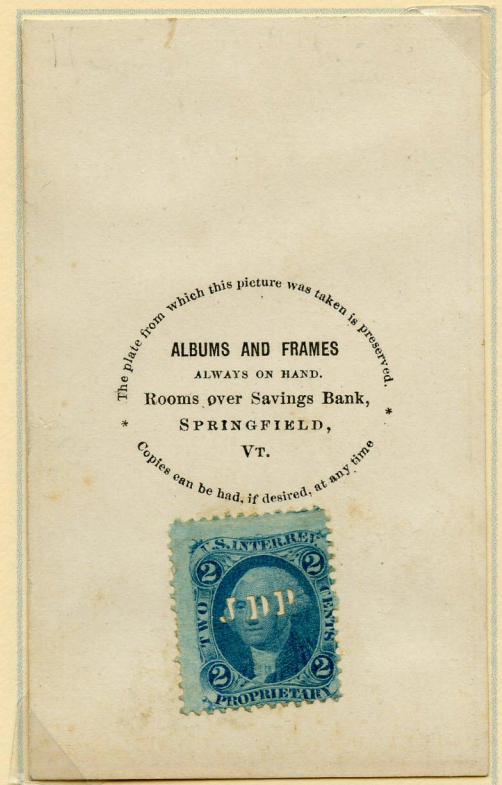 The plate from which this picture was taken is preserved.
ALBUMS AND FRAMES
ALWAYS ON HAND.
Rooms over Savings Bank,
SPRINGFIELD,
VT.
* *
Copies can be had, if desired, at any time
U.S. INTER. REV
2 2
TWO CENTS
JDP
2 2
PROPRIETARY